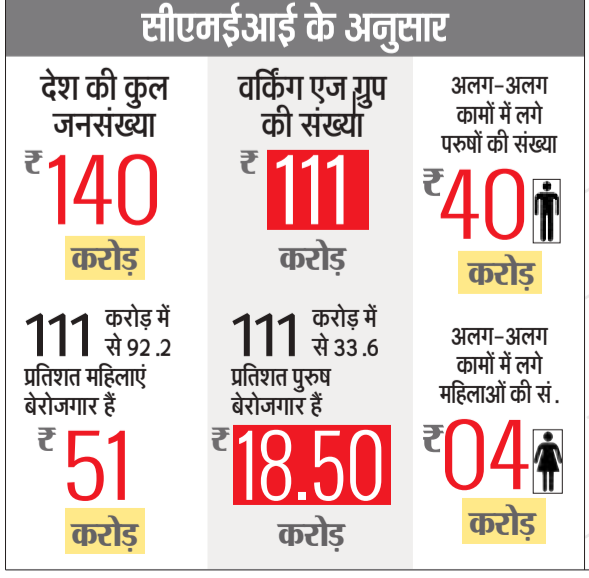 सीएमईआई के अनुसार
देश की कुल
जनसंख्या
₹140
करोड़
वर्किंग एज ग्रुप
की संख्या
₹111
करोड़
अलग-अलग
कामों में लगे
परुषों की संख्या
₹40
करोड़
111 करोड़ में
से 92.2
प्रतिशत महिलाएं
बेरोजगार हैं
₹51
करोड़
111 करोड़ में
से 33.6
प्रतिशत पुरुष
बेरोजगार हैं
₹18.50
करोड़
अलग-अलग
कामों में लगे
महिलाओं की सं.
₹04
करोड़